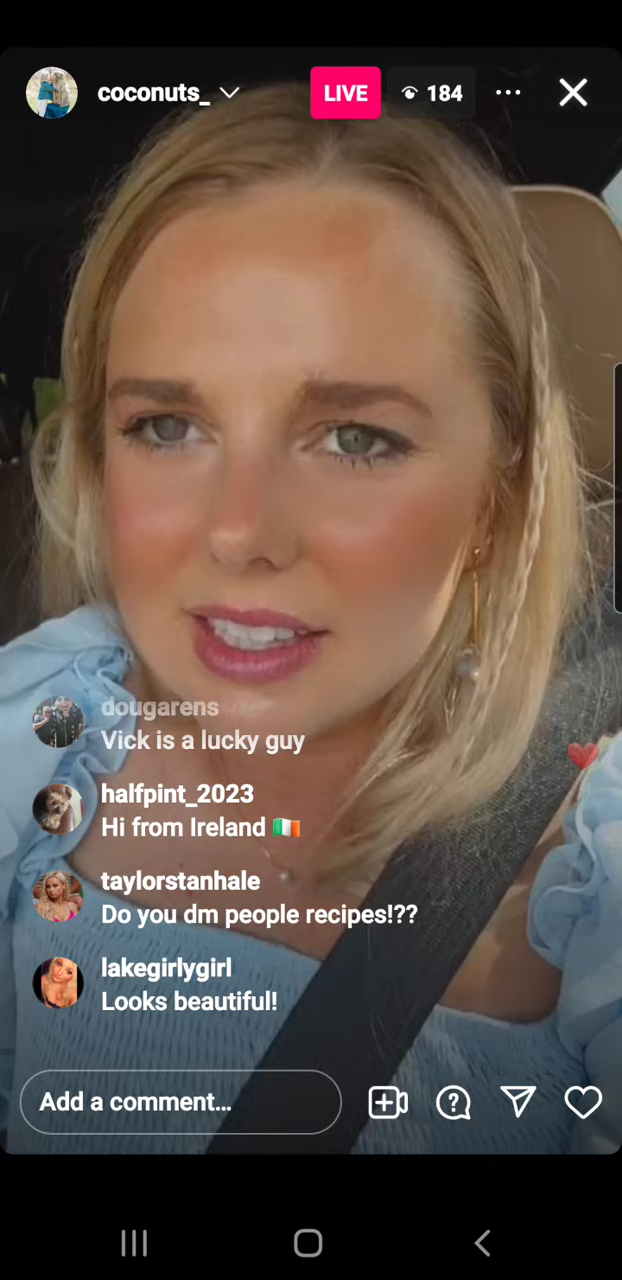 coconuts_
LIVE
184
dougarens
Vick is a lucky guy
halfpint_2023
Hi from Ireland 🇮🇪
taylorstanhale
Do you dm people recipes!??
lakegirlygirl
Looks beautiful!
Add a comment...